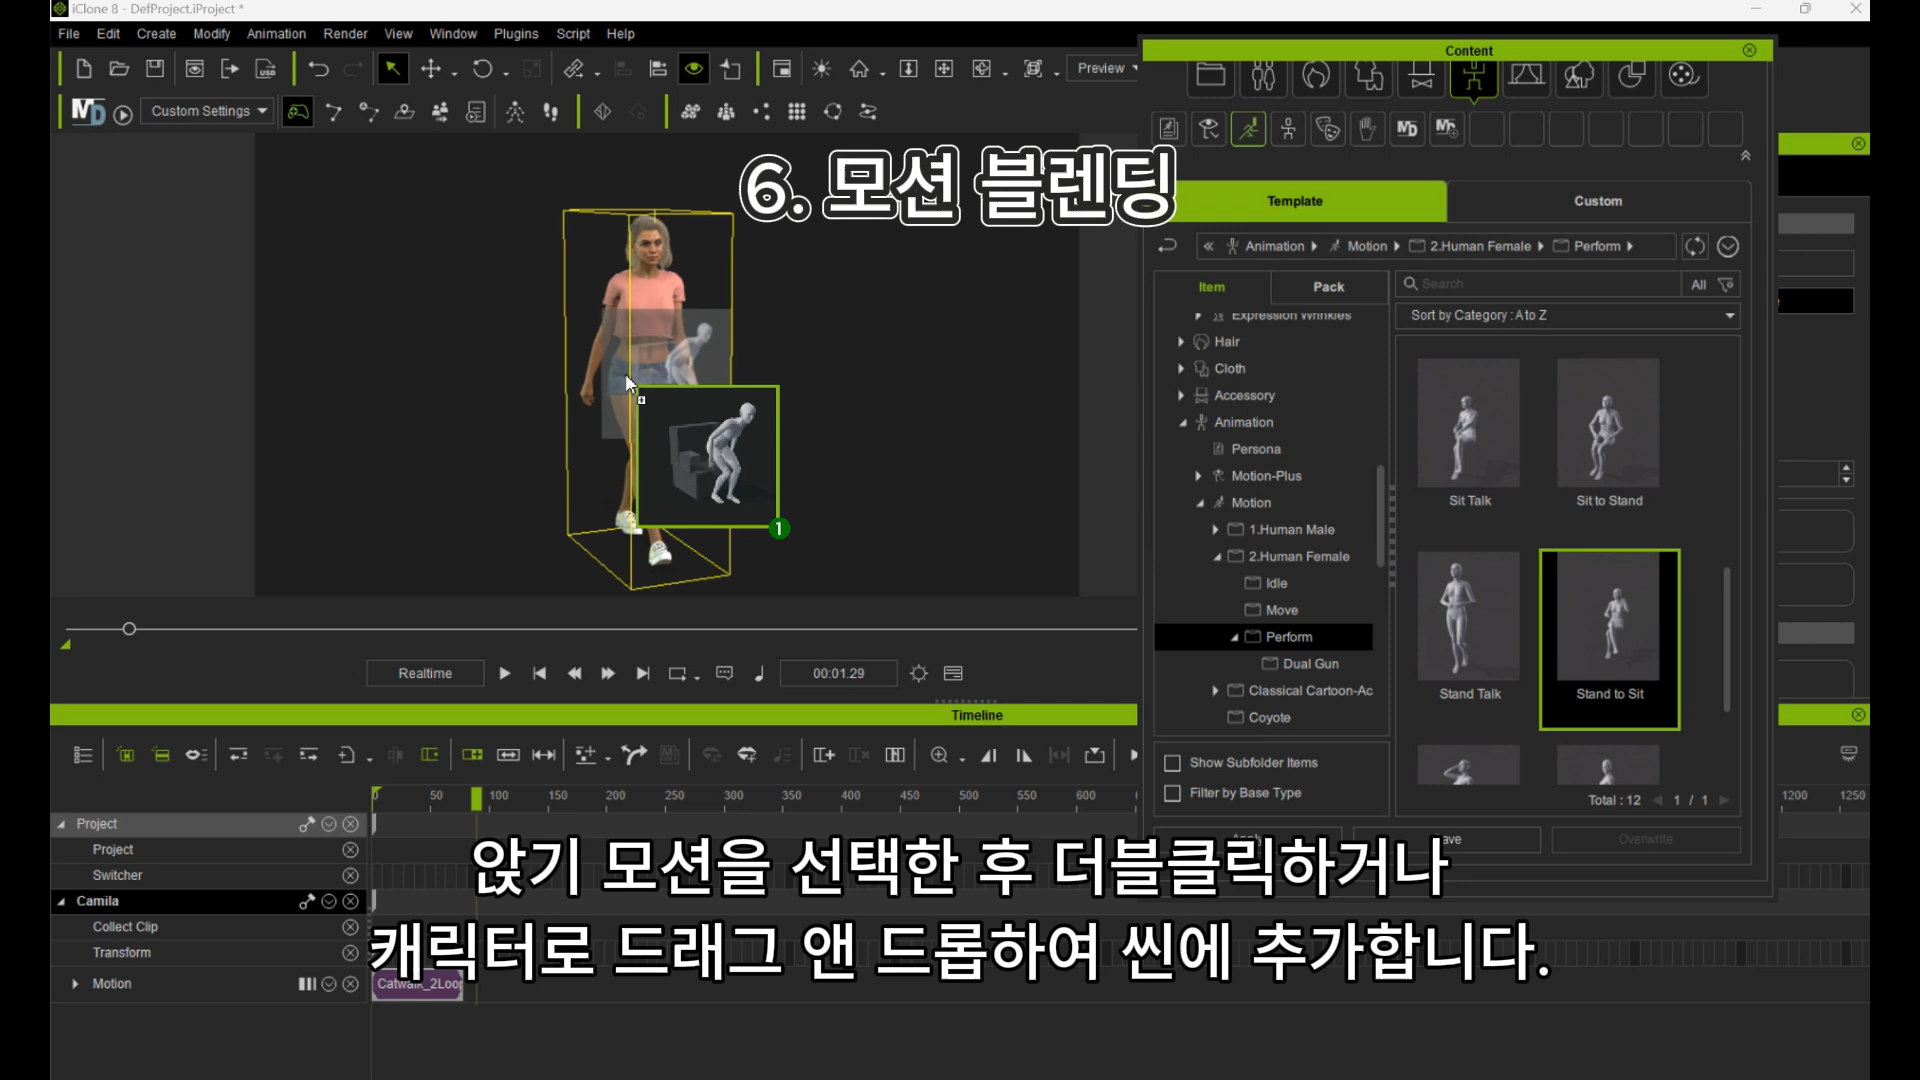 iClone 8 - DefProject.iProject *
File Edit Create Modify Animation Render View Window Plugins Script Help
Content
Preview
Custom Settings
6. 모션 블렌딩
Template
Custom
« Animation Motion 2.Human Female Perform
Item
Pack
Search
All
Sort by Category : A to Z
Expression Wrinkles
Hair
Cloth
Accessory
Animation
Persona
Motion-Plus
Motion
1.Human Male
2.Human Female
Idle
Move
Perform
Dual Gun
Classical Cartoon-Ac
Coyote
Sit Talk
Sit to Stand
Stand Talk
Stand to Sit
1
Show Subfolder Items
Filter by Base Type
Total : 12
1 / 1
Overwrite
Realtime
00:01.29
Timeline
0 50 100 150 200 250 300 350 400 450 500 550 600 1200 1250
Project
Project
Switcher
Camila
Collect Clip
Transform
Motion
Catwalk_2Loop
앉기 모션을 선택한 후 더블클릭하거나
캐릭터로 드래그 앤 드롭하여 씬에 추가합니다.